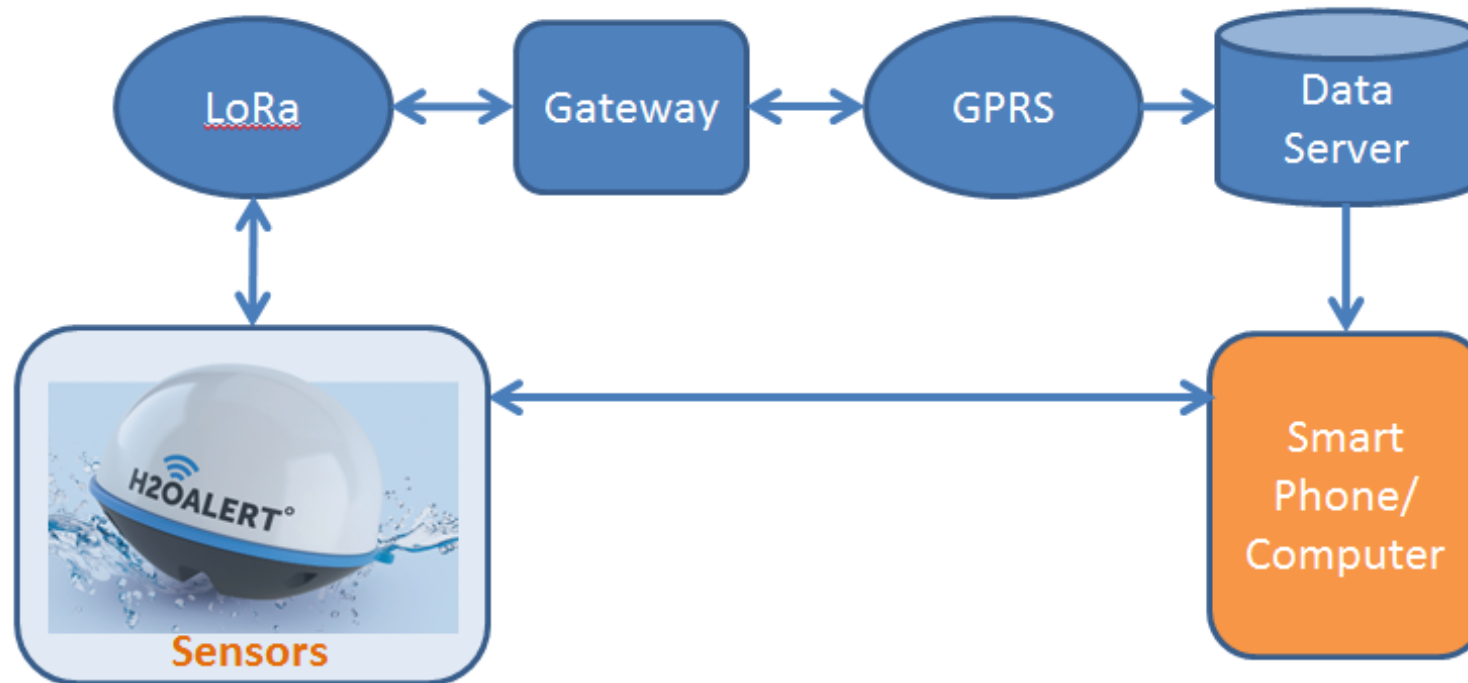 LoRa
Gateway
GPRS
Data
Server
H2OALERT°
Sensors
Smart
Phone/
Computer